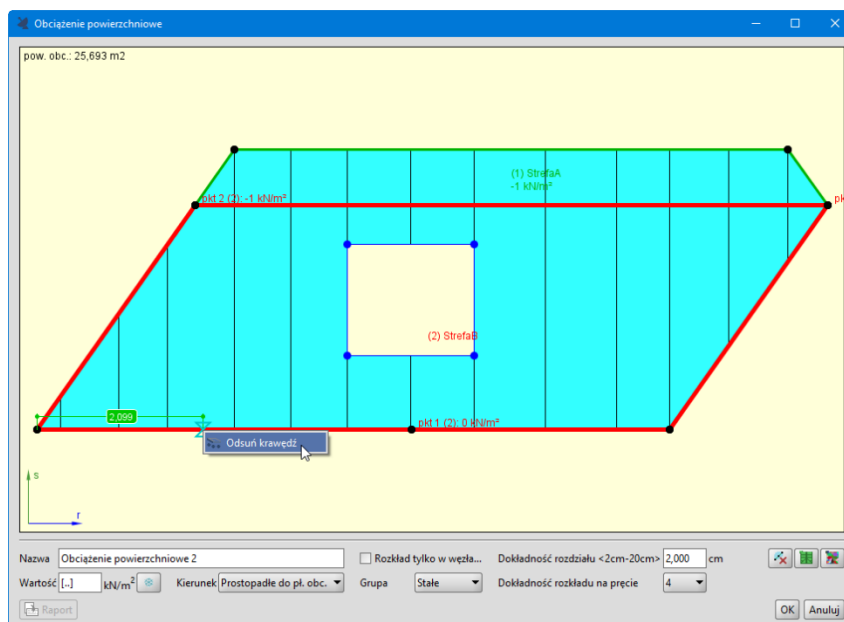 Obciążenie powierzchniowe
pow. obc.: 25,693 m2
(1) StrefaA
-1 kN/m²
pkt 2 (2): -1 kN/m²
pk
(2) StrefaB
2,099
pkt 1 (2): 0 kN/m²
Odsuń krawędź
s
r
Nazwa Obciążenie powierzchniowe 2 Rozkład tylko w węzła... Dokładność rozdziału <2cm-20cm> 2,000 cm
Wartość [..] kN/m2 Kierunek Prostopadłe do pł. obc. Grupa Stałe Dokładność rozkładu na pręcie 4
Raport OK Anuluj